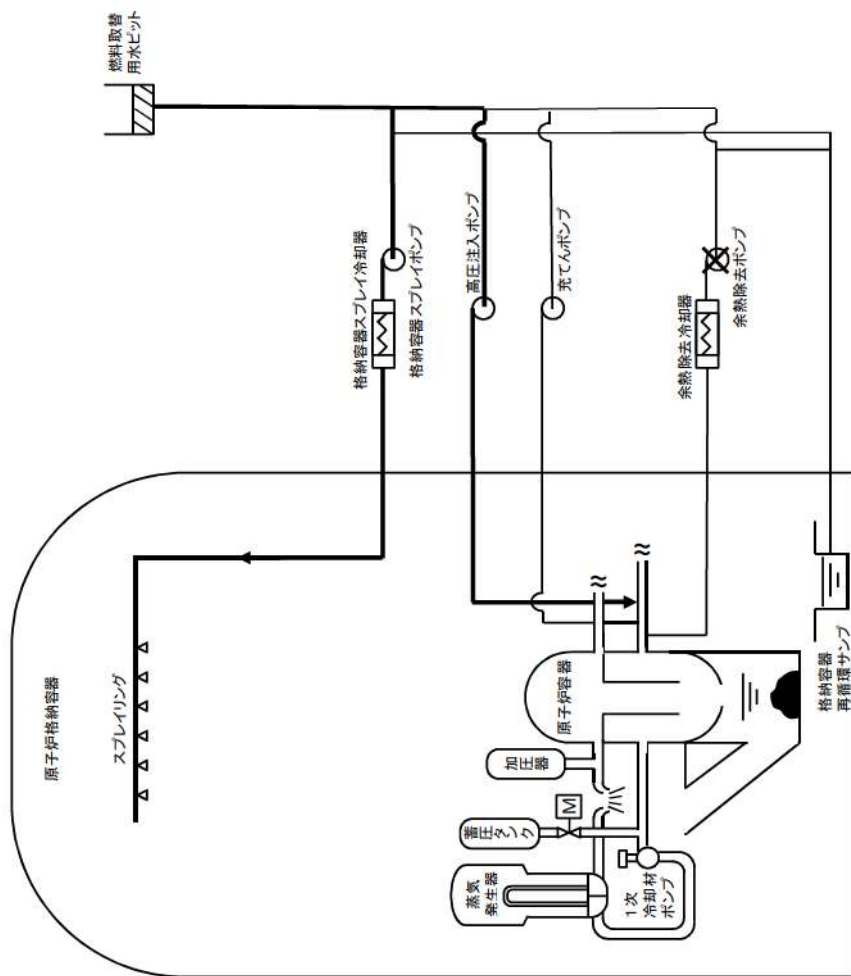 燃料取替
用水ピット
格納容器スプレイ冷却器
格納容器スプレイポンプ
高圧注入ポンプ
充てんポンプ
余熱除去冷却器
余熱除去ポンプ
原子炉格納容器
スプレイリング
原子炉容器
加圧
器
蓄圧タ
ンク
M
蒸気
発生器
1次
冷却材
ポンプ
格納容器
再循環サンプ